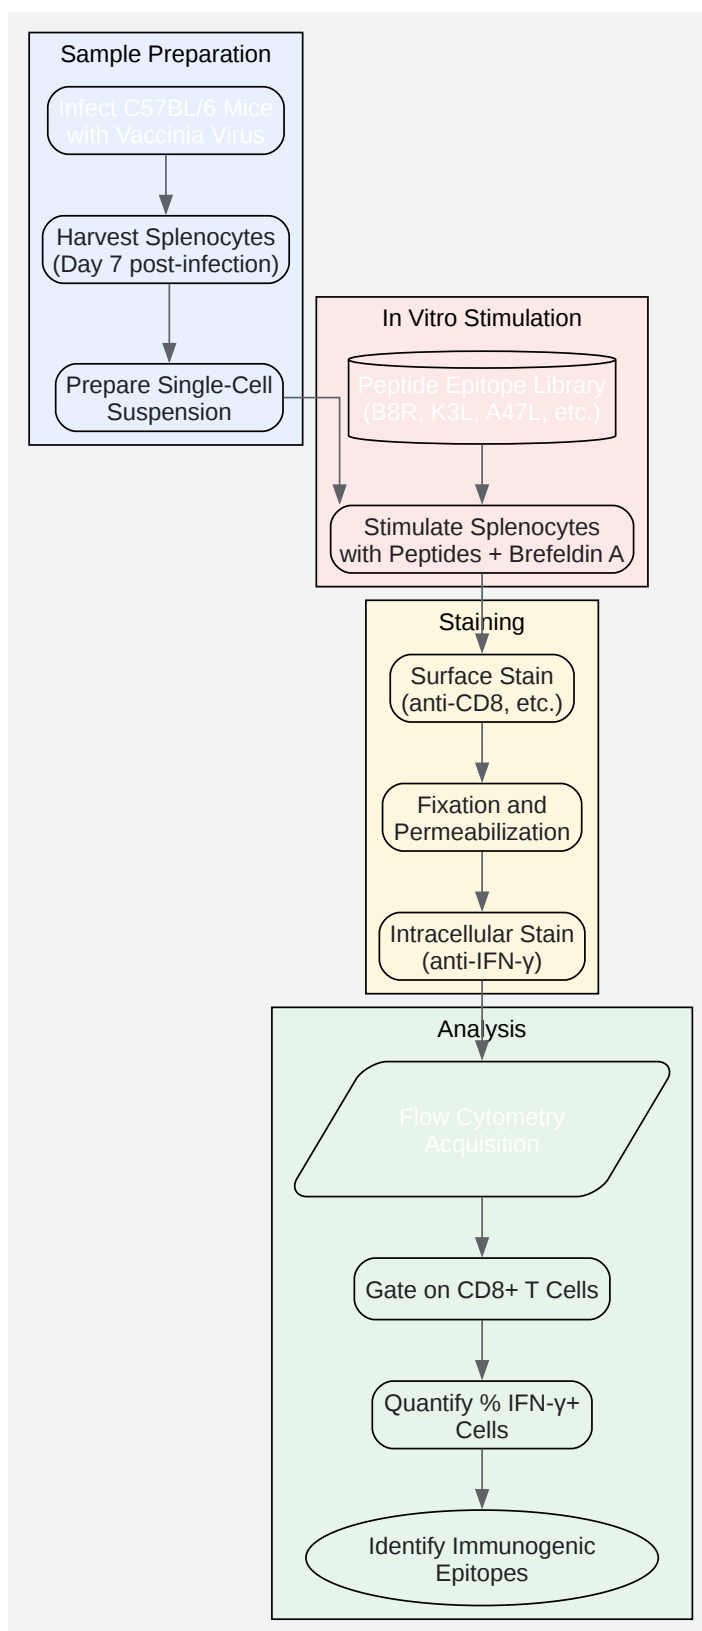 Sample Preparation
Infect C57BL/6 Mice
with Vaccinia Virus
Harvest Splenocytes
(Day 7 post-infection)
Prepare Single-Cell
Suspension
In Vitro Stimulation
Peptide Epitope Library
(B8R, K3L, A47L, etc.)
Stimulate Splenocytes
with Peptides + Brefeldin A
Staining
Surface Stain
(anti-CD8, etc.)
Fixation and
Permeabilization
Intracellular Stain
(anti-IFN-γ)
Analysis
Flow Cytometry
Acquisition
Gate on CD8+ T Cells
Quantify % IFN-γ+
Cells
Identify Immunogenic
Epitopes